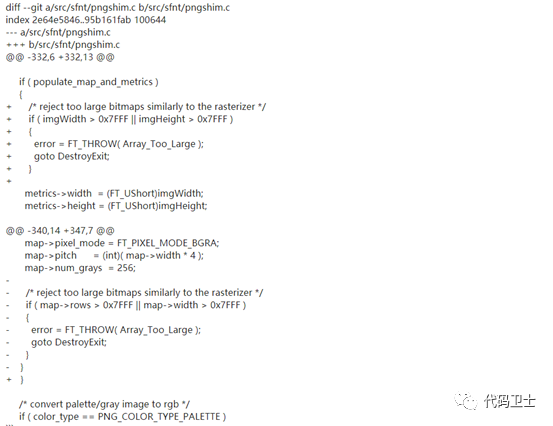 diff --git a/src/sfnt/pngshim.c b/src/sfnt/pngshim.c
index 2e64e5846..95b161fab 100644
--- a/src/sfnt/pngshim.c
+++ b/src/sfnt/pngshim.c
@@ -332,6 +332,13 @@

     if ( populate_map_and_metrics )
     {
+      /* reject too large bitmaps similarly to the rasterizer */
+      if ( imgWidth > 0x7FFF || imgHeight > 0x7FFF )
+      {
+        error = FT_THROW( Array_Too_Large );
+        goto DestroyExit;
+      }
+
       metrics->width  = (FT_UShort)imgWidth;
       metrics->height = (FT_UShort)imgHeight;

@@ -340,14 +347,7 @@
       map->pixel_mode = FT_PIXEL_MODE_BGRA;
       map->pitch      = (int)( map->width * 4 );
       map->num_grays  = 256;
-
-      /* reject too large bitmaps similarly to the rasterizer */
-      if ( map->rows > 0x7FFF || map->width > 0x7FFF )
-      {
-        error = FT_THROW( Array_Too_Large );
-        goto DestroyExit;
-      }
-    }
+    }

     /* convert palette/gray image to rgb */
     if ( color_type == PNG_COLOR_TYPE_PALETTE )
代码卫士